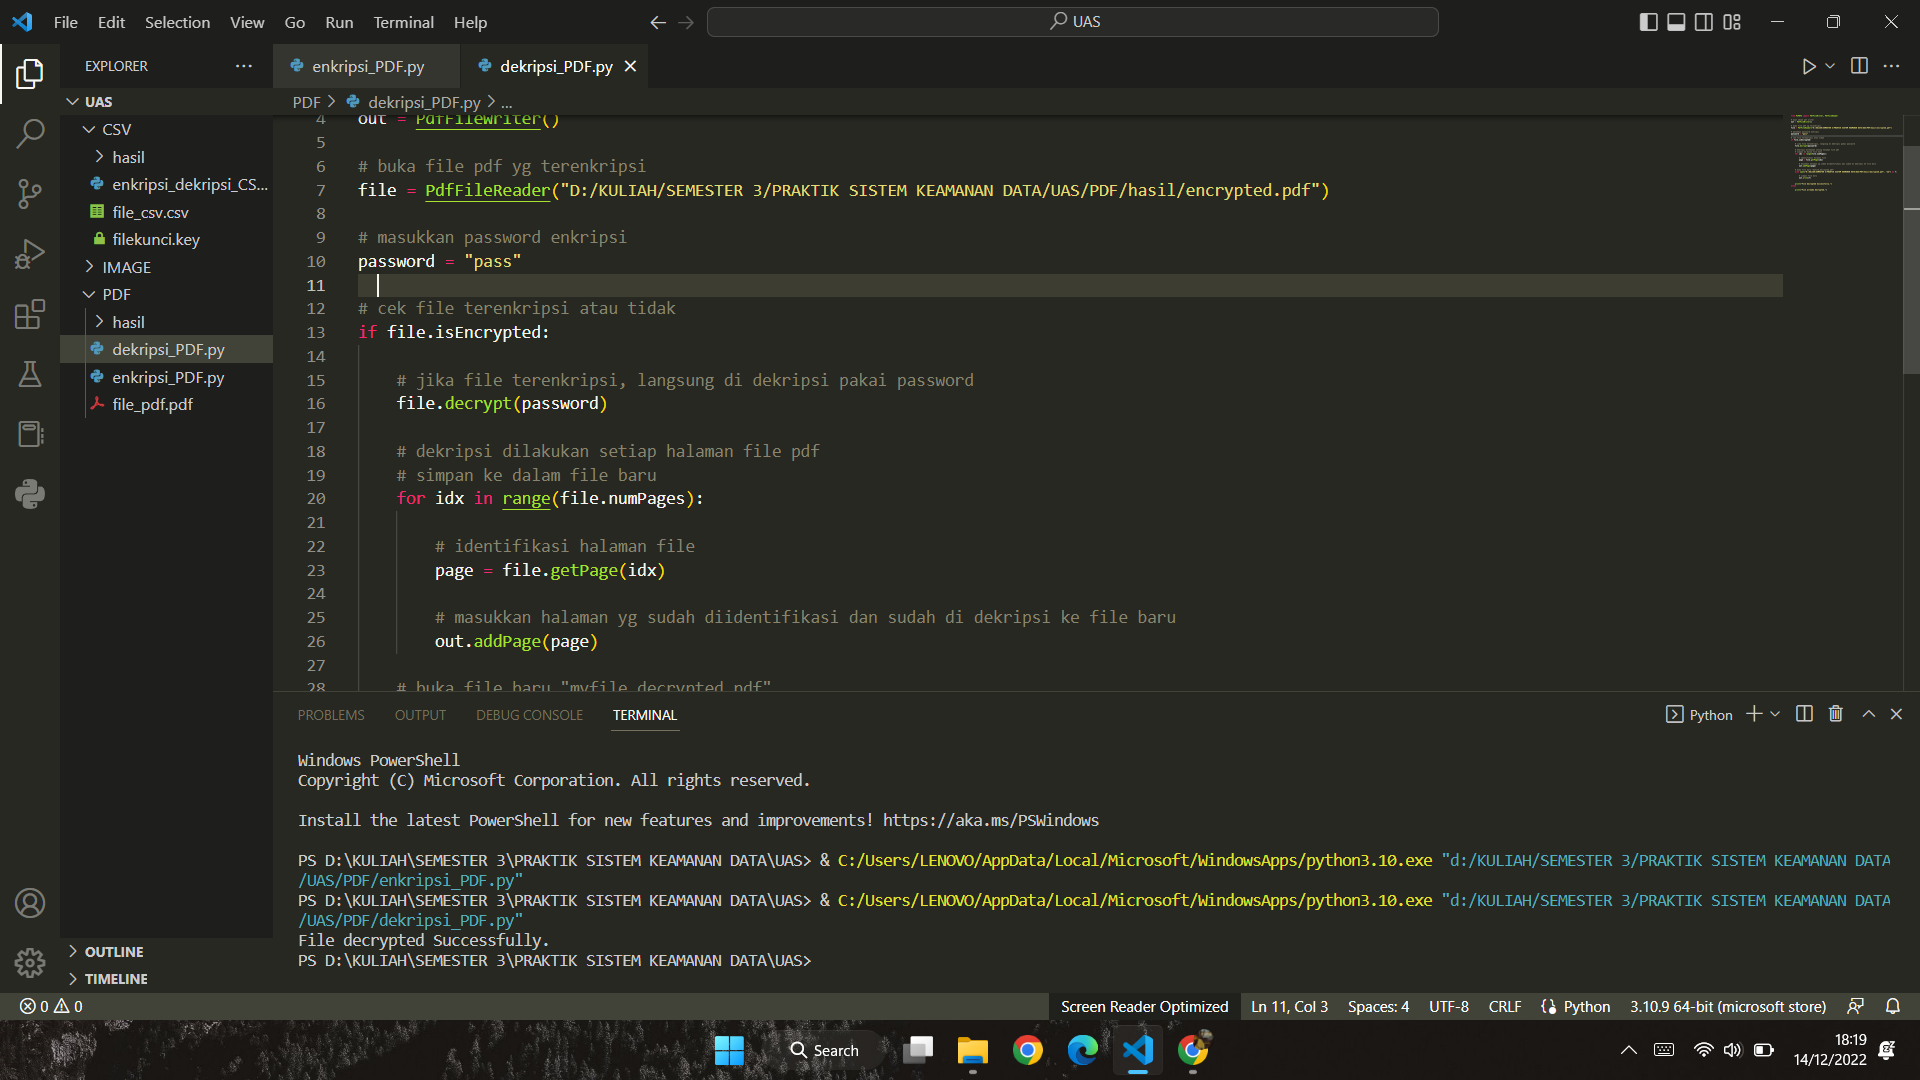 File Edit Selection View Go Run Terminal Help
UAS
EXPLORER
enkripsi_PDF.py
dekripsi_PDF.py
UAS
CSV
hasil
enkripsi_dekripsi_CS...
file_csv.csv
filekunci.key
IMAGE
PDF
hasil
dekripsi_PDF.py
enkripsi_PDF.py
file_pdf.pdf
OUTLINE
TIMELINE
PDF > dekripsi_PDF.py > ...
4 out = PdfFileWriter()
5
6 # buka file pdf yg terenkripsi
7 file = PdfFileReader("D:/KULIAH/SEMESTER 3/PRAKTIK SISTEM KEAMANAN DATA/UAS/PDF/hasil/encrypted.pdf")
8
9 # masukkan password enkripsi
10 password = "pass"
11
12 # cek file terenkripsi atau tidak
13 if file.isEncrypted:
14
15 # jika file terenkripsi, langsung di dekripsi pakai password
16 file.decrypt(password)
17
18 # dekripsi dilakukan setiap halaman file pdf
19 # simpan ke dalam file baru
20 for idx in range(file.numPages):
21
22 # identifikasi halaman file
23 page = file.getPage(idx)
24
25 # masukkan halaman yg sudah diidentifikasi dan sudah di dekripsi ke file baru
26 out.addPage(page)
27
28 # buka file baru "myfile_decrypted.pdf"
PROBLEMS OUTPUT DEBUG CONSOLE TERMINAL
Python
Windows PowerShell
Copyright (C) Microsoft Corporation. All rights reserved.
Install the latest PowerShell for new features and improvements! https://aka.ms/PSWindows
PS D:\KULIAH\SEMESTER 3\PRAKTIK SISTEM KEAMANAN DATA\UAS> & C:/Users/LENOVO/AppData/Local/Microsoft/WindowsApps/python3.10.exe "d:/KULIAH/SEMESTER 3/PRAKTIK SISTEM KEAMANAN DATA
/UAS/PDF/enkripsi_PDF.py"
PS D:\KULIAH\SEMESTER 3\PRAKTIK SISTEM KEAMANAN DATA\UAS> & C:/Users/LENOVO/AppData/Local/Microsoft/WindowsApps/python3.10.exe "d:/KULIAH/SEMESTER 3/PRAKTIK SISTEM KEAMANAN DATA
/UAS/PDF/dekripsi_PDF.py"
File decrypted Successfully.
PS D:\KULIAH\SEMESTER 3\PRAKTIK SISTEM KEAMANAN DATA\UAS>
0 0
Screen Reader Optimized Ln 11, Col 3 Spaces: 4 UTF-8 CRLF Python 3.10.9 64-bit (microsoft store)
Search
18:19
14/12/2022